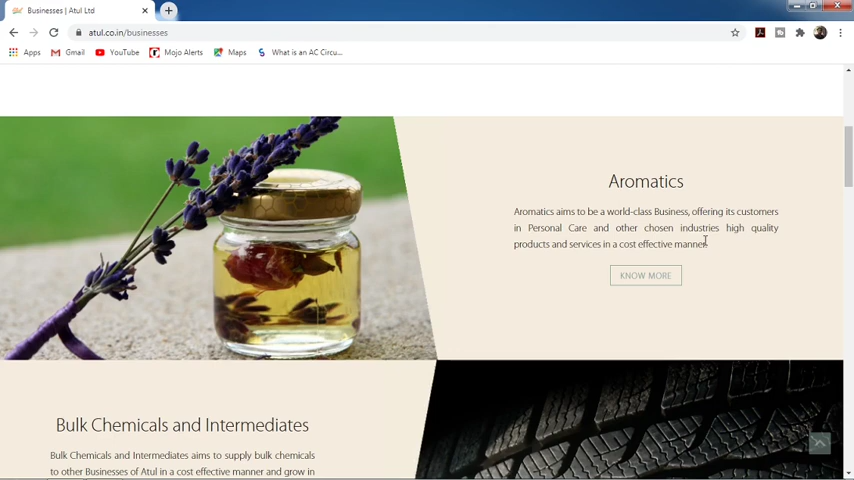 Businesses | Atul Ltd
atul.co.in/businesses
Apps Gmail YouTube Mojo Alerts Maps What is an AC Circu...
Aromatics
Aromatics aims to be a world-class Business, offering its customers
in Personal Care and other chosen industries high quality
products and services in a cost effective manner.
KNOW MORE
Bulk Chemicals and Intermediates
Bulk Chemicals and Intermediates aims to supply bulk chemicals
to other Businesses of Atul in a cost effective manner and grow in